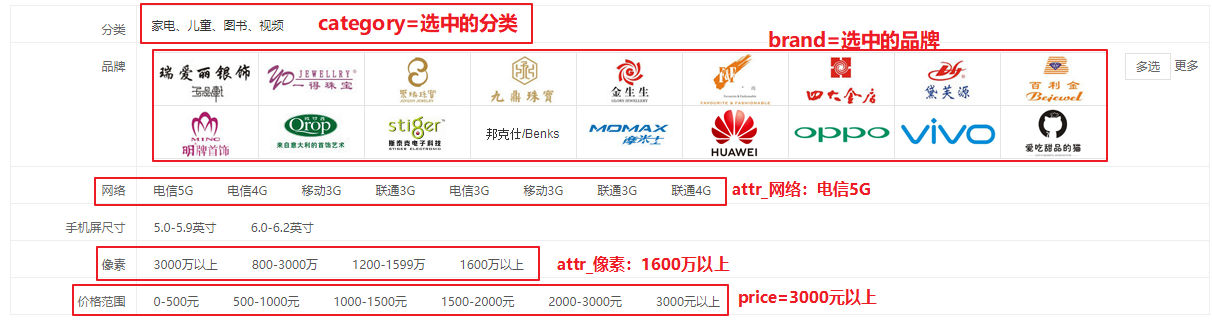 分类 家电、儿童、图书、视频 category=选中的分类
brand=选中的品牌
品牌 多选 更多
瑞爱丽银饰
JEWELLERY 一得珠宝
九鼎珠寶
金生生
四大金店
黛芙源
百利金 Bejewel
MING 明牌首饰
Orop 来自意大利的首饰艺术
stiger 斯泰克电子科技 STIGER ELECTRONIC
邦克仕/Benks
MOMAX 摩米士
HUAWEI
OPPO
vivo
爱吃甜品的猫
网络 电信5G 电信4G 移动3G 联通3G 电信3G 移动3G 联通3G 联通4G attr_网络：电信5G
手机屏尺寸 5.0-5.9英寸 6.0-6.2英寸
像素 3000万以上 800-3000万 1200-1599万 1600万以上 attr_像素：1600万以上
价格范围 0-500元 500-1000元 1000-1500元 1500-2000元 2000-3000元 3000元以上 price=3000元以上